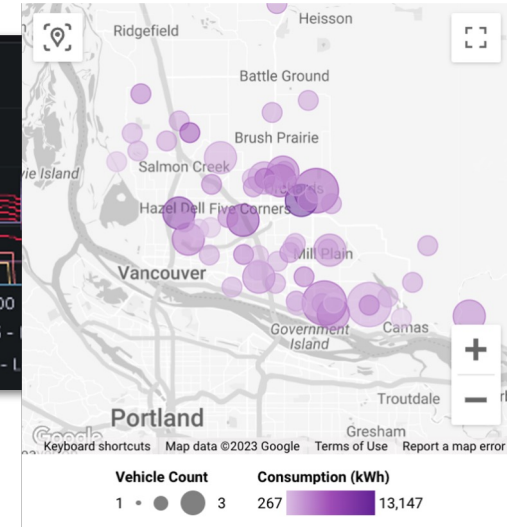 Heisson
Ridgefield
Battle Ground
Brush Prairie
vie Island
Salmon Creek
Hazel Dell Five Corners
Mill Plain
Vancouver
00
Government
Island
Camas
Troutdale
Portland
Gresham
Google
Keyboard shortcuts Map data ©2023 Google Terms of Use Report a map error
Vehicle Count Consumption (kWh)
1 3 267 13,147